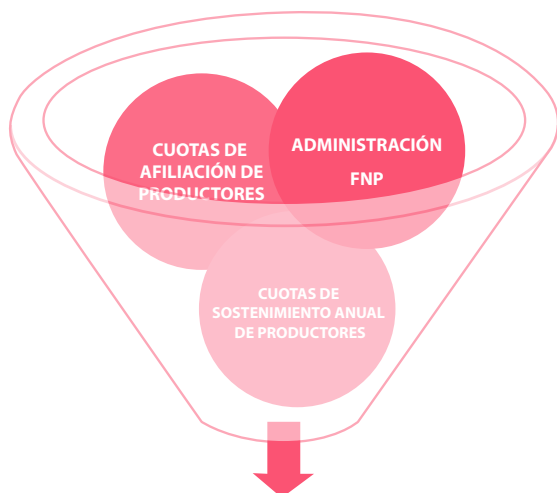 CUOTAS DE
AFILIACIÓN DE
PRODUCTORES
ADMINISTRACIÓN
FNP
CUOTAS DE
SOSTENIMIENTO ANUAL
DE PRODUCTORES